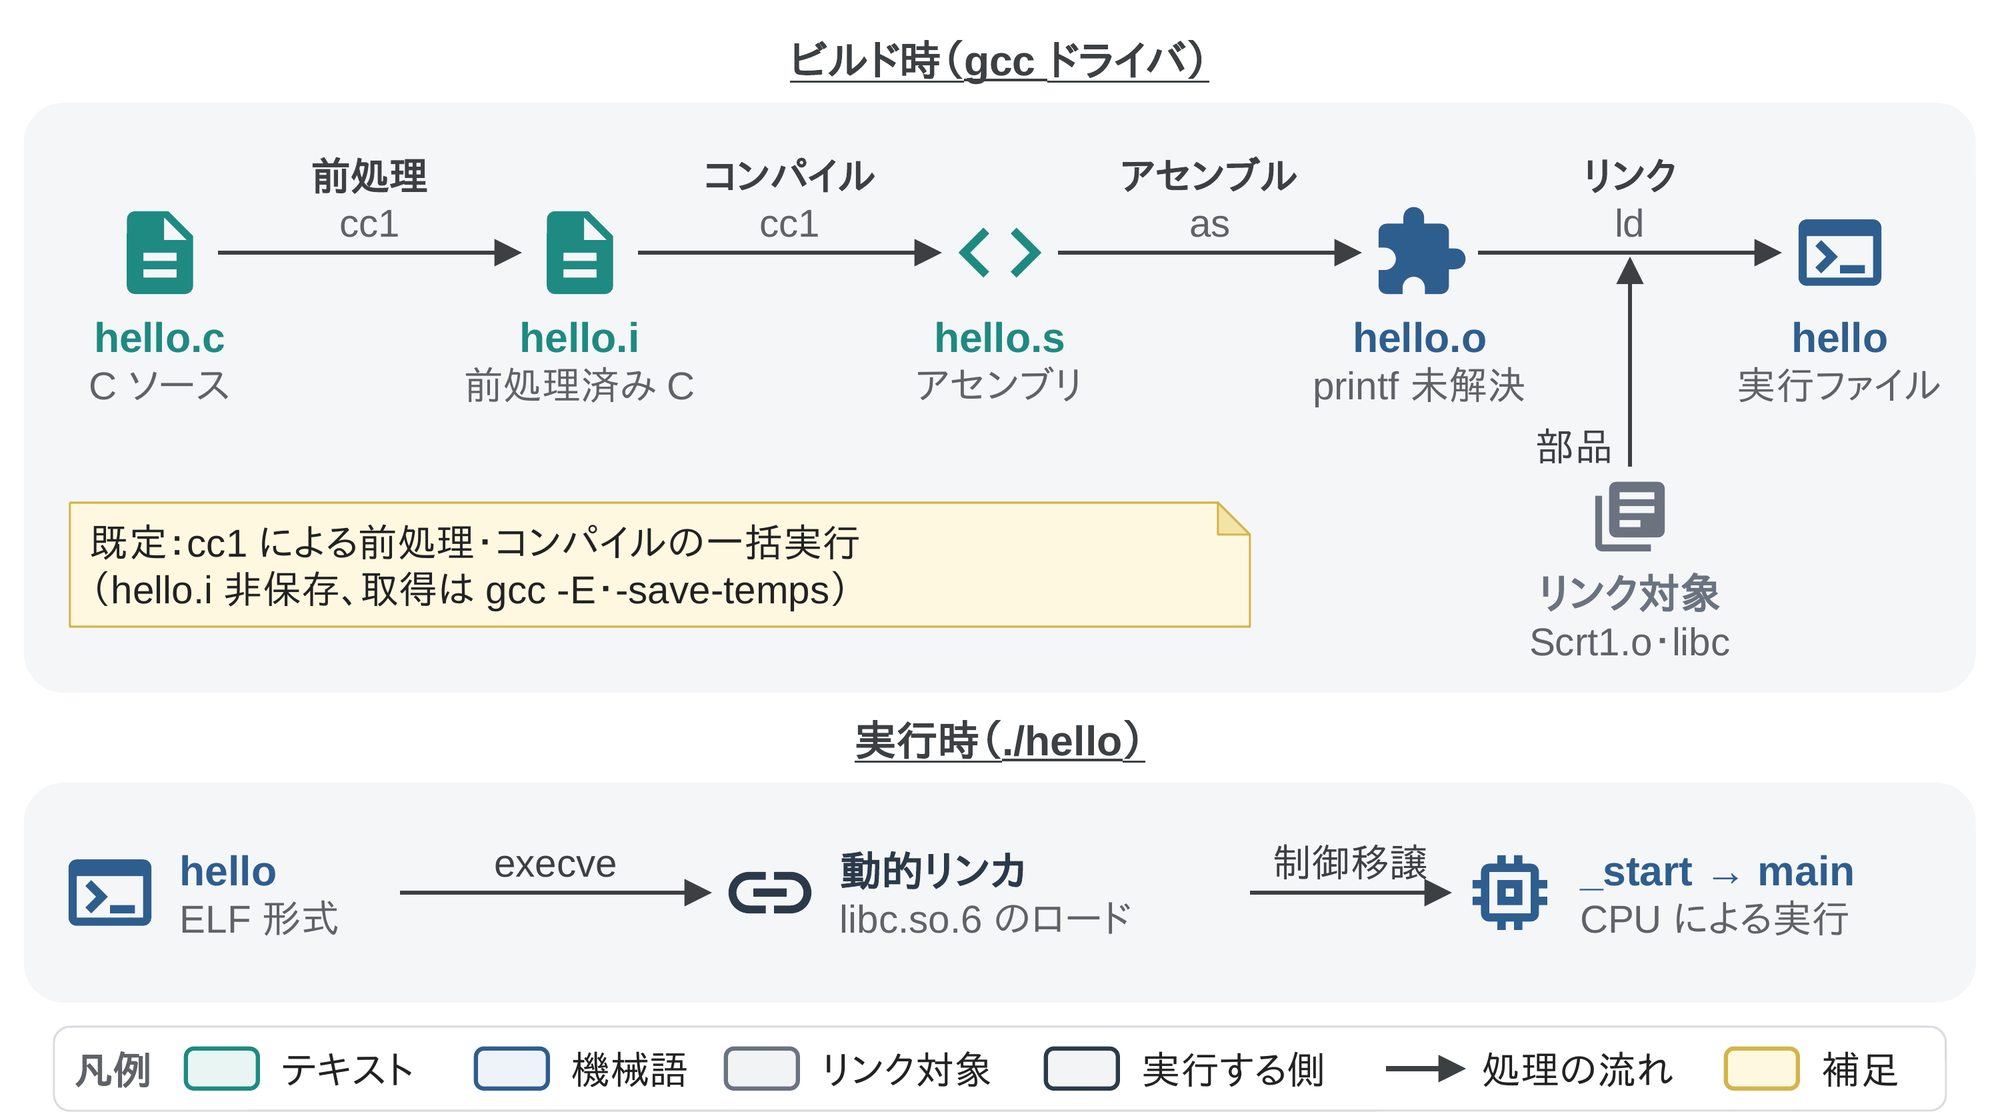 ビルド時（gcc ドライバ）
前処理
cc1
コンパイル
cc1
アセンブル
as
リンク
ld
hello.c
C ソース
hello.i
前処理済み C
hello.s
アセンブリ
hello.o
printf 未解決
hello
実行ファイル
部品
既定：cc1 による前処理・コンパイルの一括実行
（hello.i 非保存、取得は gcc -E・-save-temps）
リンク対象
Scrt1.o・libc
実行時（./hello）
hello
ELF 形式
execve
動的リンカ
libc.so.6 のロード
制御移譲
_start → main
CPU による実行
凡例
テキスト
機械語
リンク対象
実行する側
処理の流れ
補足